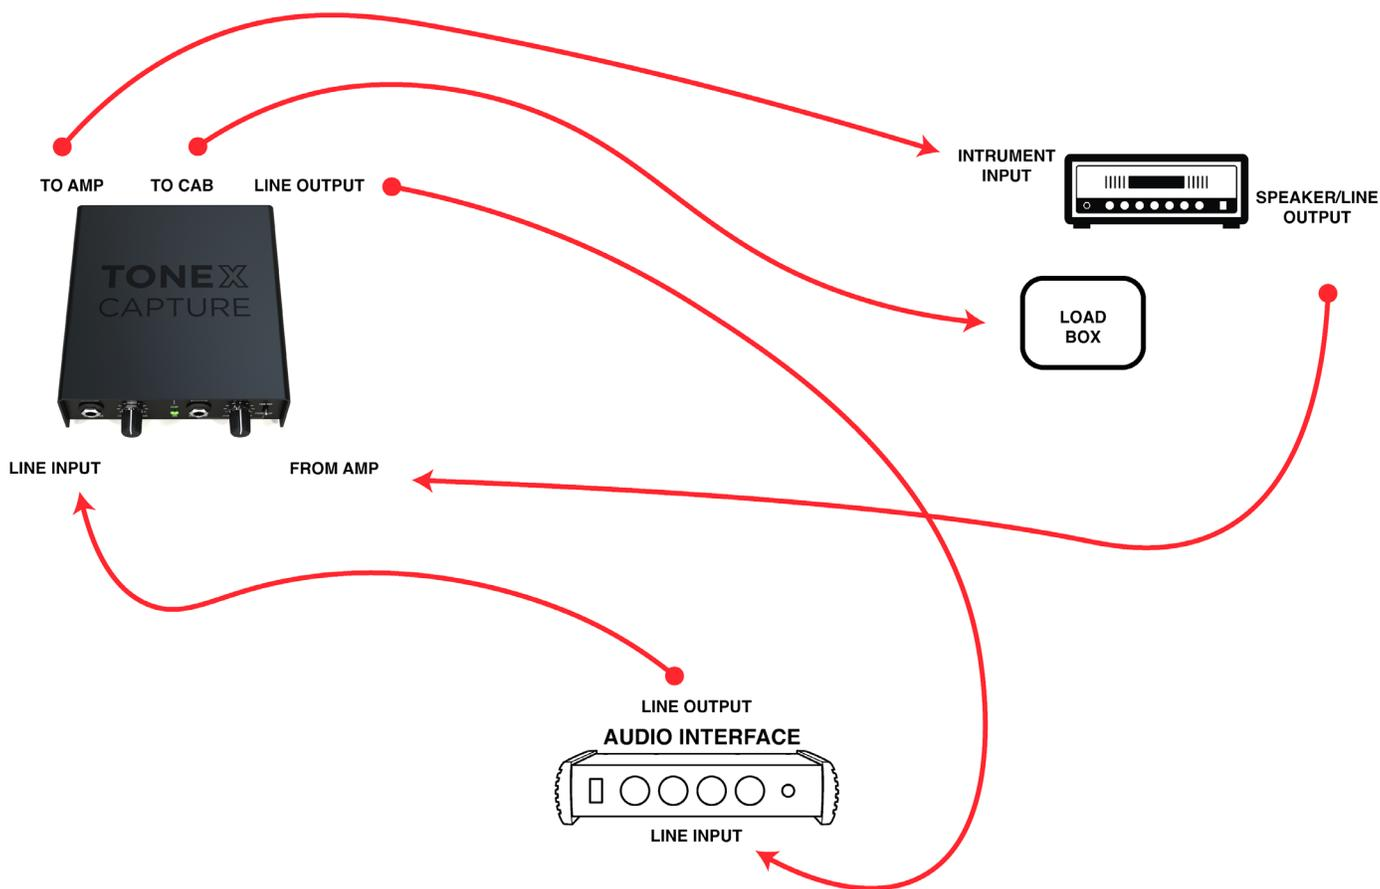 INTRUMENT
INPUT
TO AMP
TO CAB
LINE OUTPUT
SPEAKER/LINE
OUTPUT
TONEX
CAPTURE
LOAD
BOX
LINE INPUT
FROM AMP
LINE OUTPUT
AUDIO INTERFACE
LINE INPUT